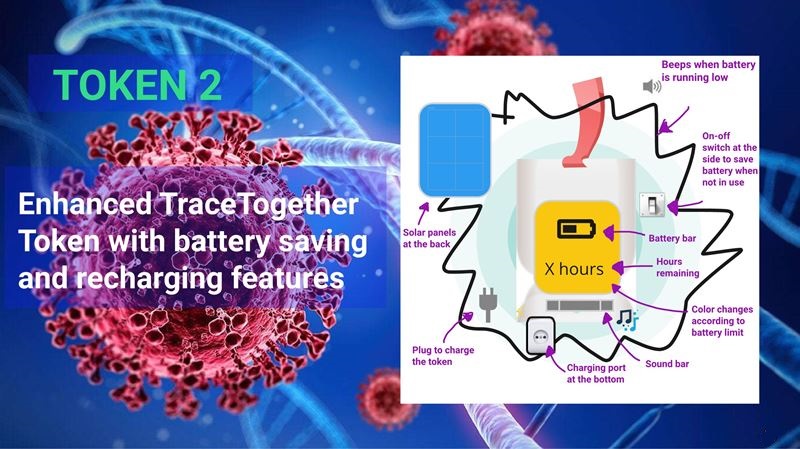 TOKEN 2
Enhanced TraceTogether
Token with battery saving
and recharging features
Beeps when battery
is running low
On-off
switch at the
side to save
battery when
not in use
Solar panels
at the back
Battery bar
X hours
Hours
remaining
Color changes
according to
battery limit
Plug to charge
the token
Sound bar
Charging port
at the bottom